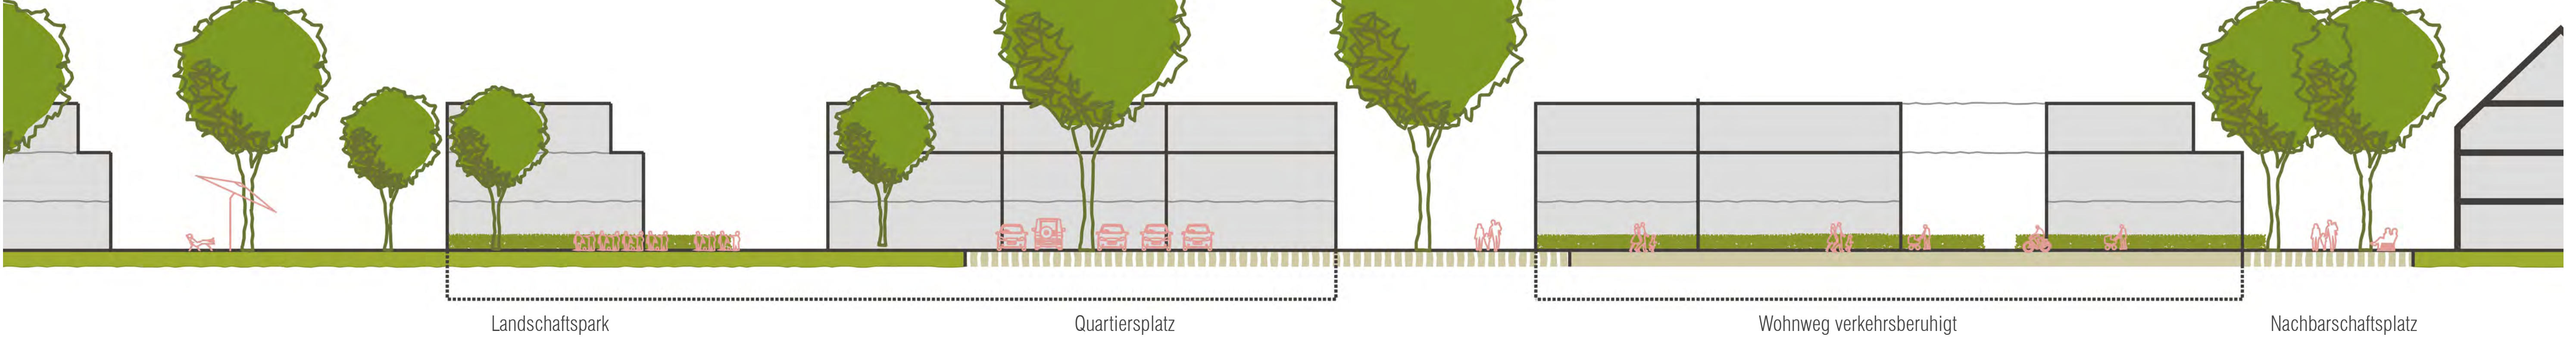 Landschaftspark
Quartiersplatz
Wohnweg verkehrsberuhigt
Nachbarschaftsplatz